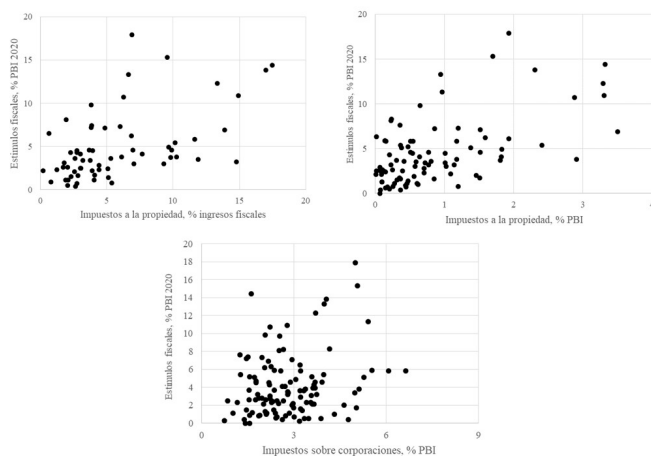 Estímulos fiscales, % PBI 2020
20
15
10
5
0
0 5 10 15 20
Impuestos a la propiedad, % ingresos fiscales
Estímulos fiscales, % PBI 2020
20
15
10
5
0
0 1 2 3 4
Impuestos a la propiedad, % PBI
Estímulos fiscales, % PBI 2020
20
18
16
14
12
10
8
6
4
2
0
0 3 6 9
Impuestos sobre corporaciones, % PBI